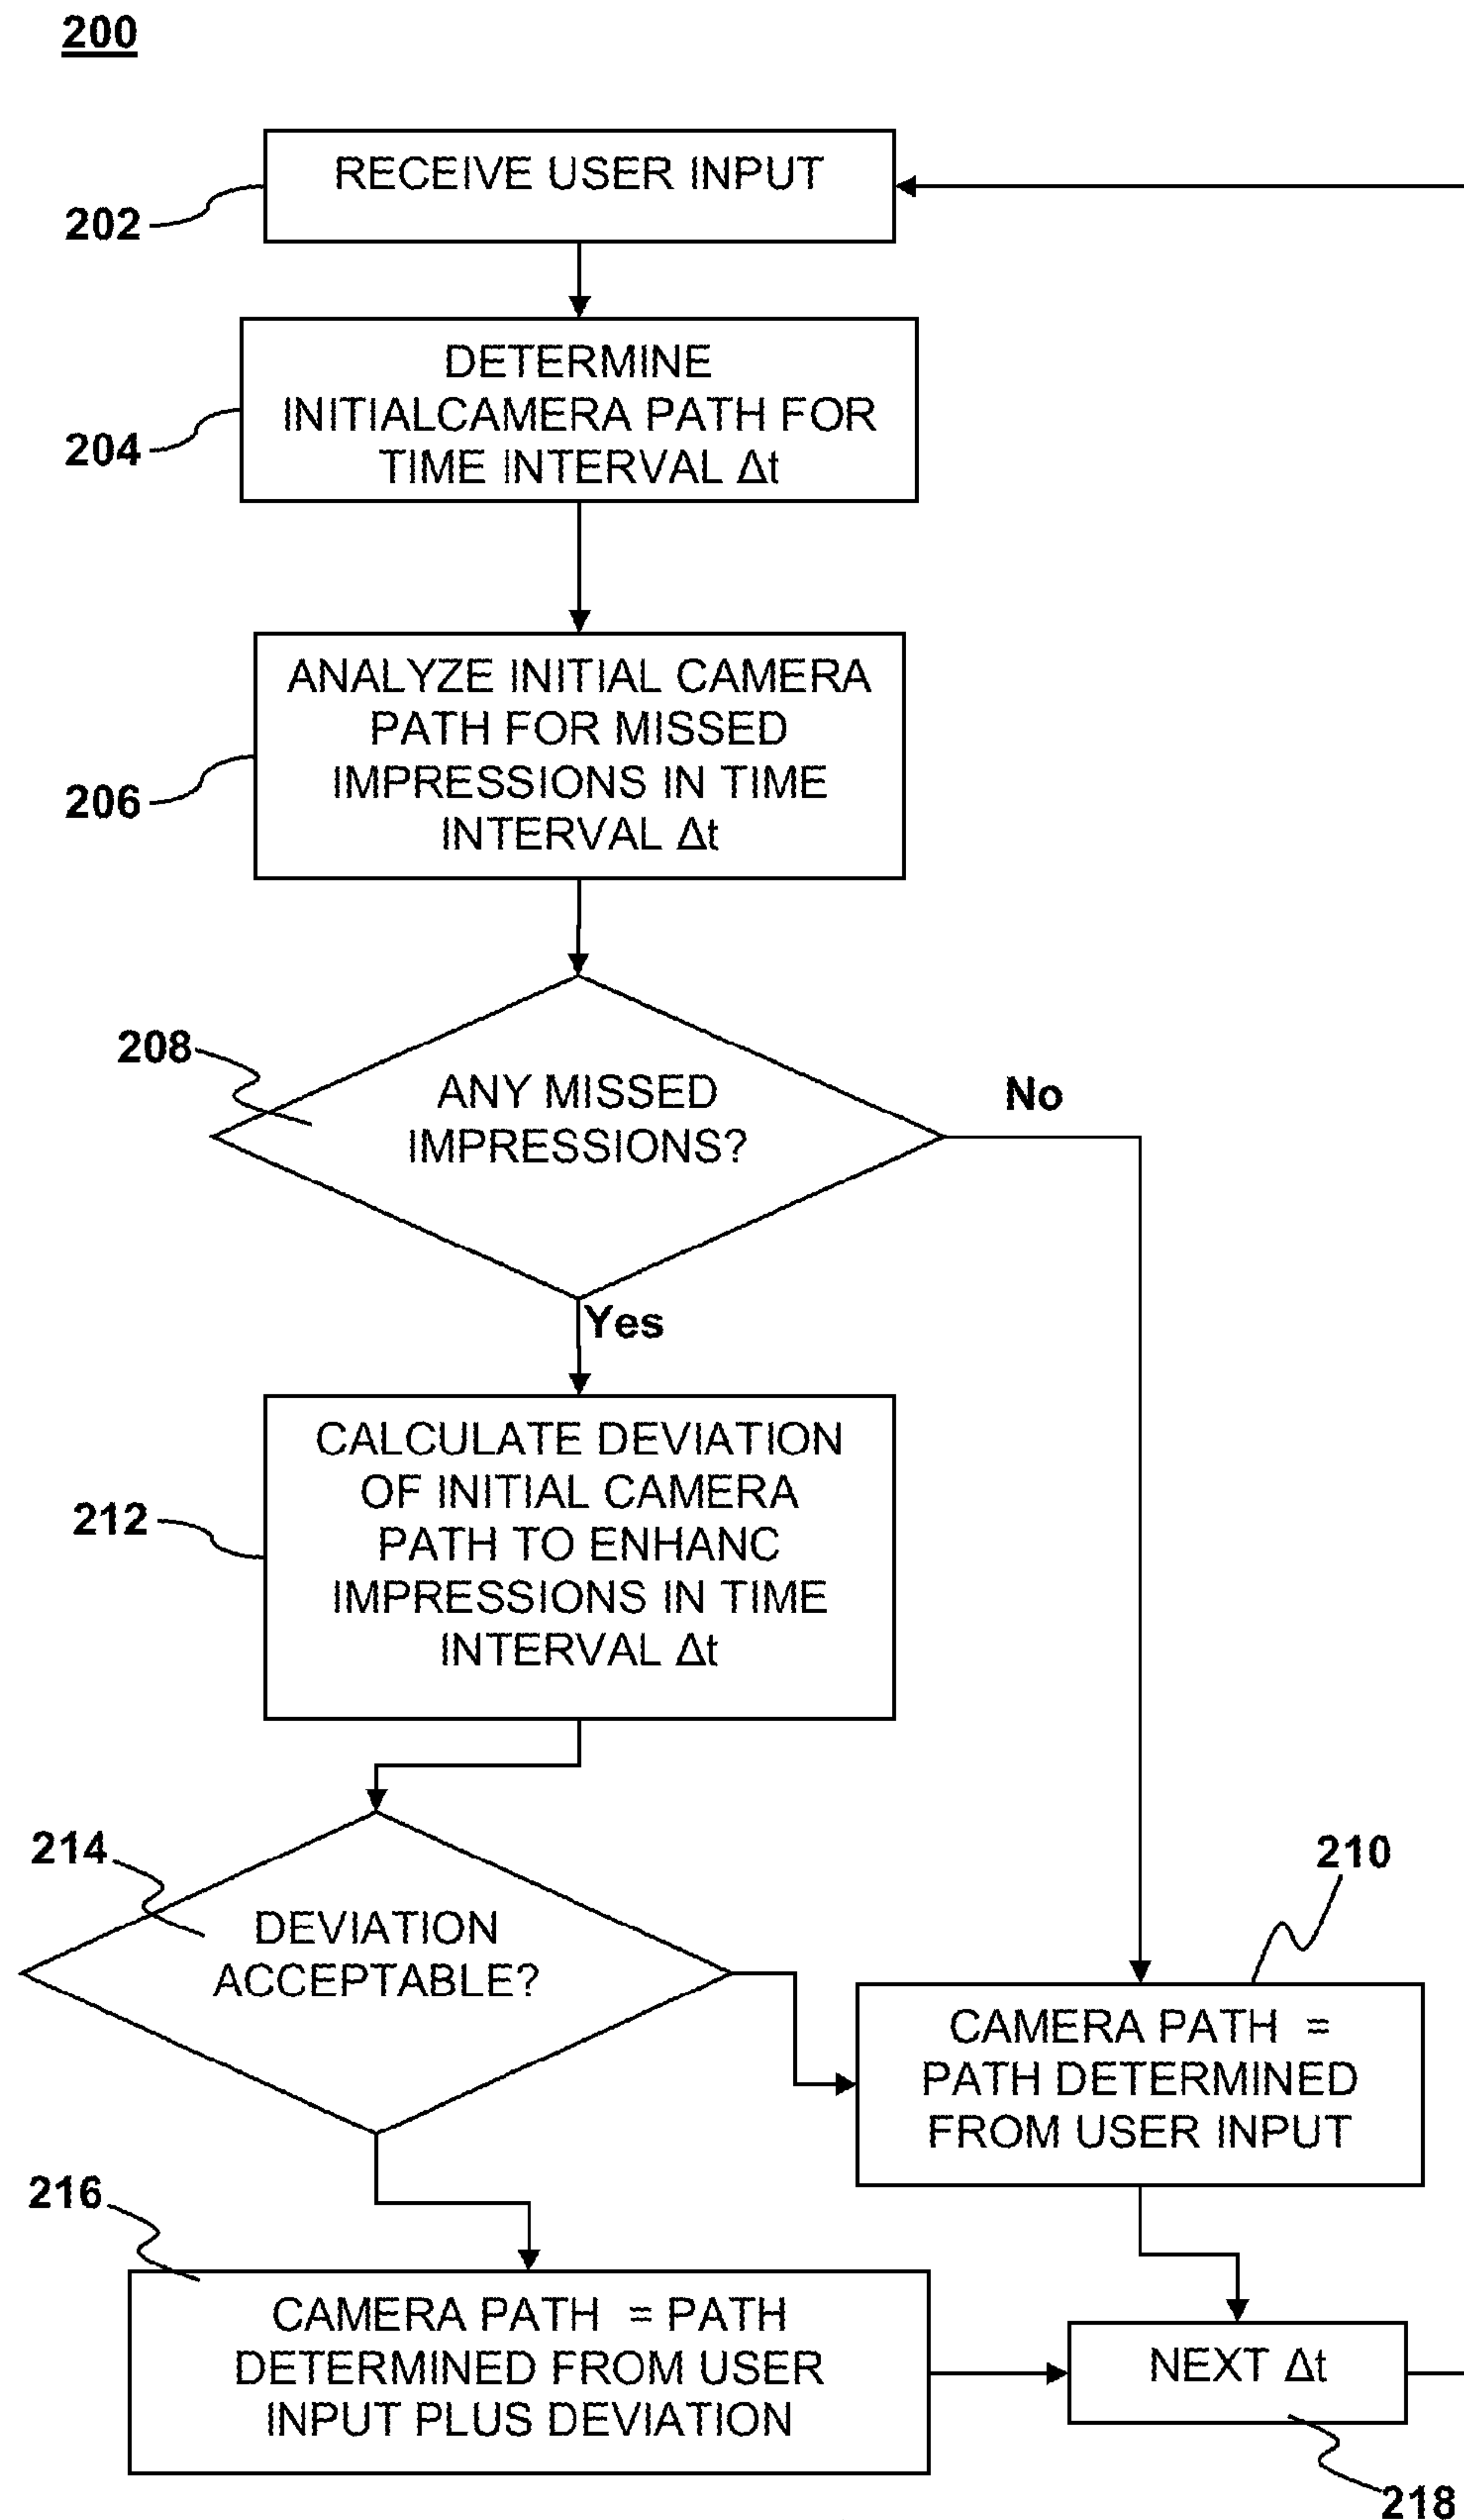 200
RECEIVE USER INPUT
202
DETERMINE
INITIALCAMERA PATH FOR
TIME INTERVAL Δt
204
ANALYZE INITIAL CAMERA
PATH FOR MISSED
IMPRESSIONS IN TIME
INTERVAL Δt
206
208
ANY MISSED
IMPRESSIONS?
No
Yes
CALCULATE DEVIATION
OF INITIAL CAMERA
PATH TO ENHANC
IMPRESSIONS IN TIME
INTERVAL Δt
212
214
DEVIATION
ACCEPTABLE?
210
CAMERA PATH =
PATH DETERMINED
FROM USER INPUT
216
CAMERA PATH = PATH
DETERMINED FROM USER
INPUT PLUS DEVIATION
NEXT Δt
218